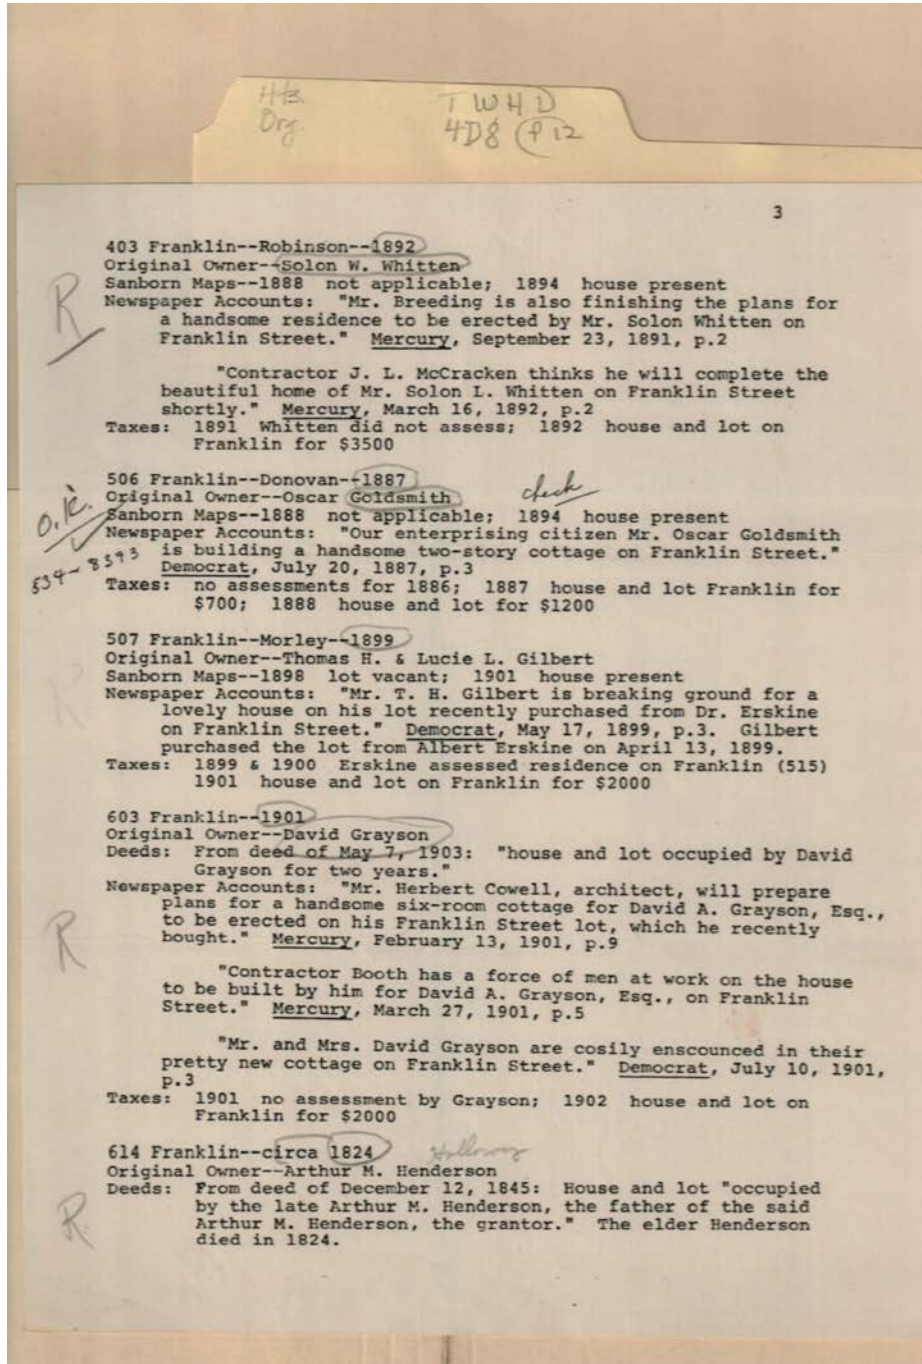 Hts.
Org.
TWHD
4D8 (P 12
3
403 Franklin--Robinson--1892
Original Owner--Solon W. Whitten
Sanborn Maps--1888 not applicable; 1894 house present
R
Newspaper Accounts: "Mr. Breeding is also finishing the plans for
a handsome residence to be erected by Mr. Solon Whitten on
Franklin Street." Mercury, September 23, 1891, p.2
"Contractor J. L. McCracken thinks he will complete the
beautiful home of Mr. Solon L. Whitten on Franklin Street
shortly." Mercury, March 16, 1892, p.2
Taxes: 1891 Whitten did not assess; 1892 house and lot on
Franklin for $3500
506 Franklin--Donovan--1887
Original Owner--Oscar Goldsmith
check
O.K.
Sanborn Maps--1888 not applicable; 1894 house present
Newspaper Accounts: "Our enterprising citizen Mr. Oscar Goldsmith
is building a handsome two-story cottage on Franklin Street."
534-8393
Democrat, July 20, 1887, p.3
Taxes: no assessments for 1886; 1887 house and lot Franklin for
$700; 1888 house and lot for $1200
507 Franklin--Morley--1899
Original Owner--Thomas H. & Lucie L. Gilbert
Sanborn Maps--1898 lot vacant; 1901 house present
R
Newspaper Accounts: "Mr. T. H. Gilbert is breaking ground for a
lovely house on his lot recently purchased from Dr. Erskine
on Franklin Street." Democrat, May 17, 1899, p.3. Gilbert
purchased the lot from Albert Erskine on April 13, 1899.
Taxes: 1899 & 1900 Erskine assessed residence on Franklin (515)
1901 house and lot on Franklin for $2000
603 Franklin--1901
Original Owner--David Grayson
Deeds: From deed of May 7, 1903: "house and lot occupied by David
Grayson for two years."
Newspaper Accounts: "Mr. Herbert Cowell, architect, will prepare
plans for a handsome six-room cottage for David A. Grayson, Esq.,
to be erected on his Franklin Street lot, which he recently
bought." Mercury, February 13, 1901, p.9
R
"Contractor Booth has a force of men at work on the house
to be built by him for David A. Grayson, Esq., on Franklin
Street." Mercury, March 27, 1901, p.5
"Mr. and Mrs. David Grayson are cosily enscounced in their
pretty new cottage on Franklin Street." Democrat, July 10, 1901,
p.3
Taxes: 1901 no assessment by Grayson; 1902 house and lot on
Franklin for $2000
614 Franklin--circa 1824 Holloway
Original Owner--Arthur M. Henderson
Deeds: From deed of December 12, 1845: House and lot "occupied
by the late Arthur M. Henderson, the father of the said
R.
Arthur M. Henderson, the grantor." The elder Henderson
died in 1824.